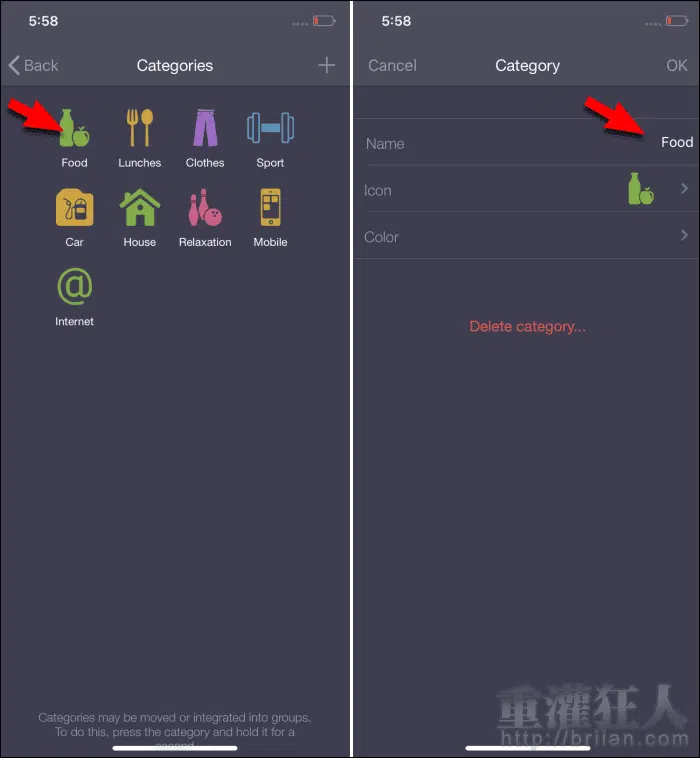 5:58
Back
Categories
Food
Lunches
Clothes
Sport
Car
House
Relaxation
Mobile
@
Internet
Categories may be moved or integrated into groups.
To do this, press the category and hold it for a
second.
5:58
Cancel
Category
OK
Name
Food
Icon
Color
Delete category...
重灌狂人
http://briian.com